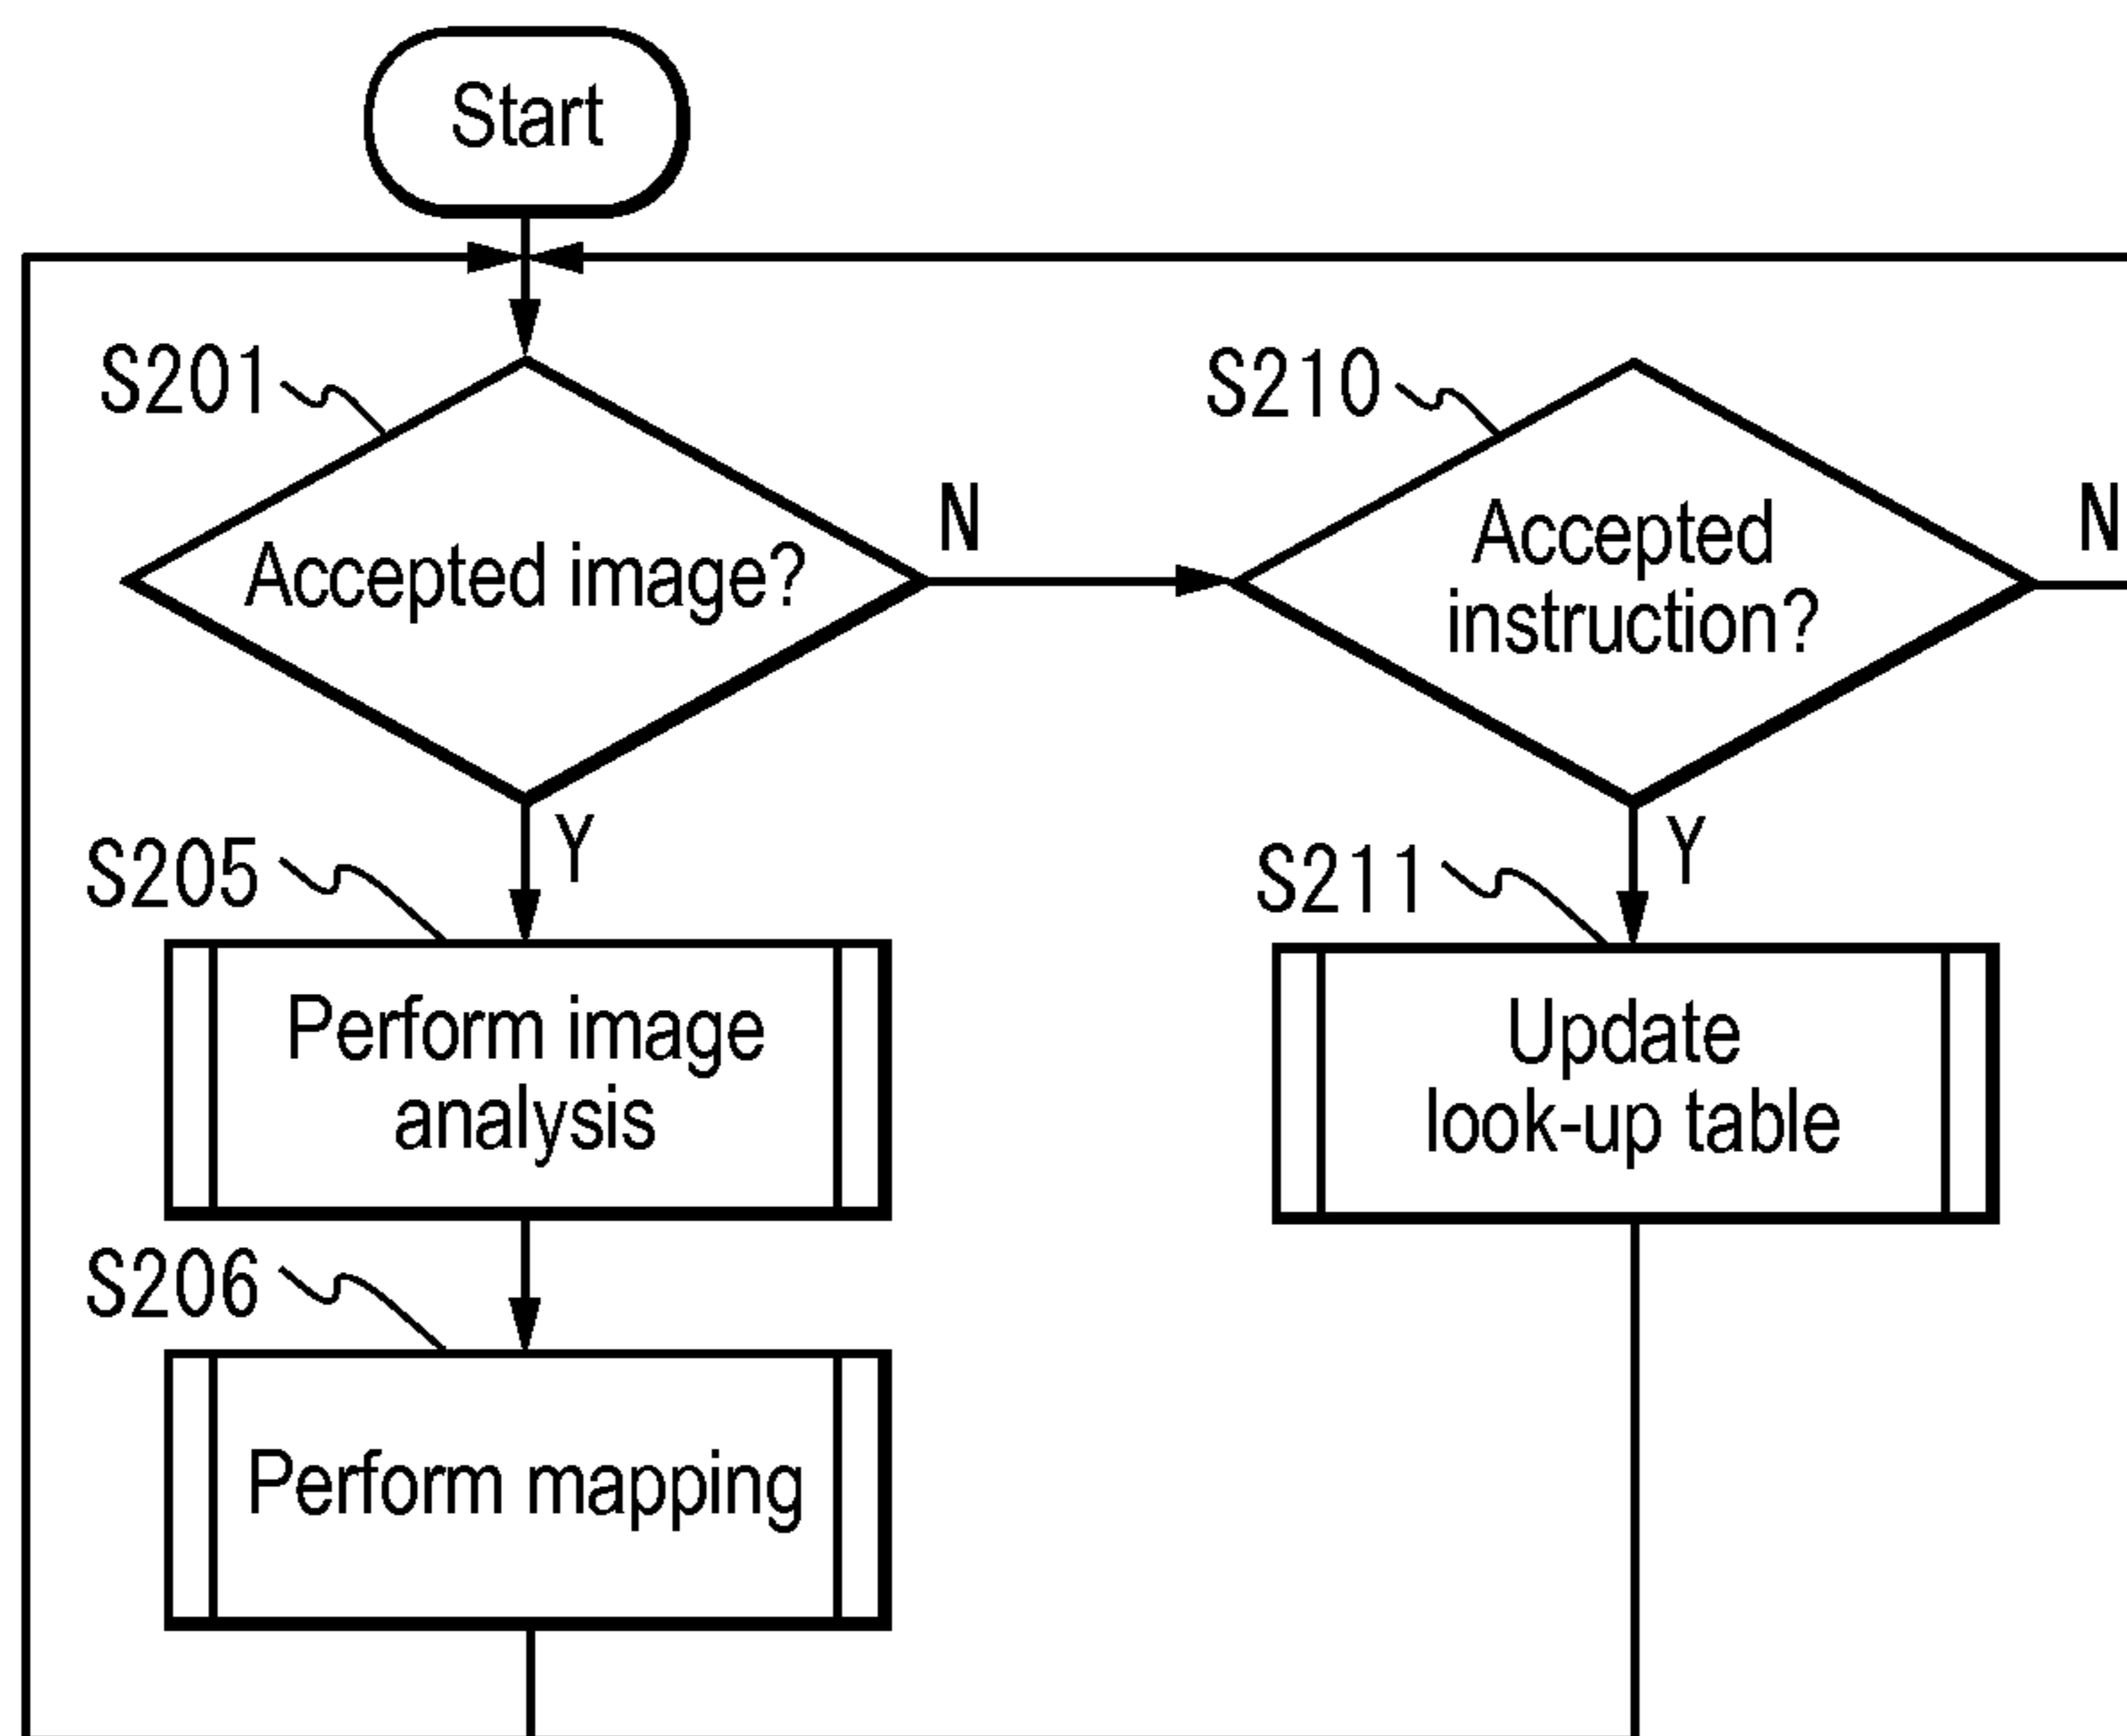 Start
S201
Accepted image?
N
Y
S210
Accepted
instruction?
N
Y
S205
Perform image
analysis
S211
Update
look-up table
S206
Perform mapping